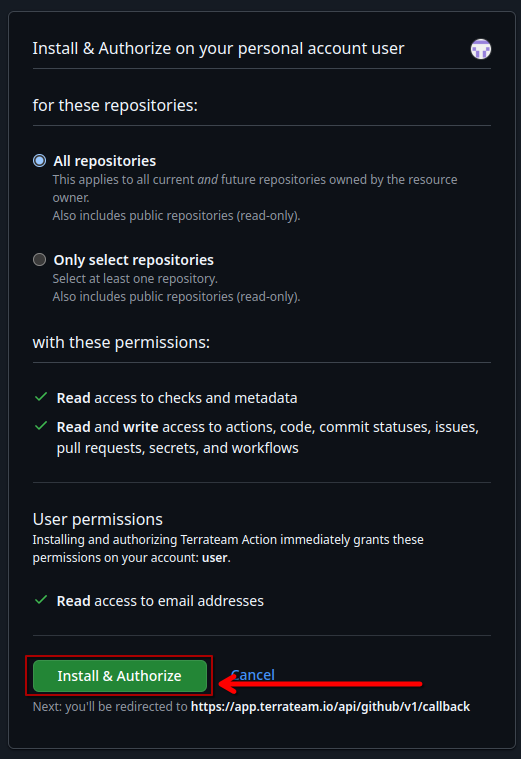 Install & Authorize on your personal account user
for these repositories:
All repositories
This applies to all current and future repositories owned by the resource
owner.
Also includes public repositories (read-only).
Only select repositories
Select at least one repository.
Also includes public repositories (read-only).
with these permissions:
Read access to checks and metadata
Read and write access to actions, code, commit statuses, issues,
pull requests, secrets, and workflows
User permissions
Installing and authorizing Terrateam Action immediately grants these
permissions on your account: user.
Read access to email addresses
Install & Authorize
Cancel
Next: you'll be redirected to https://app.terrateam.io/api/github/v1/callback